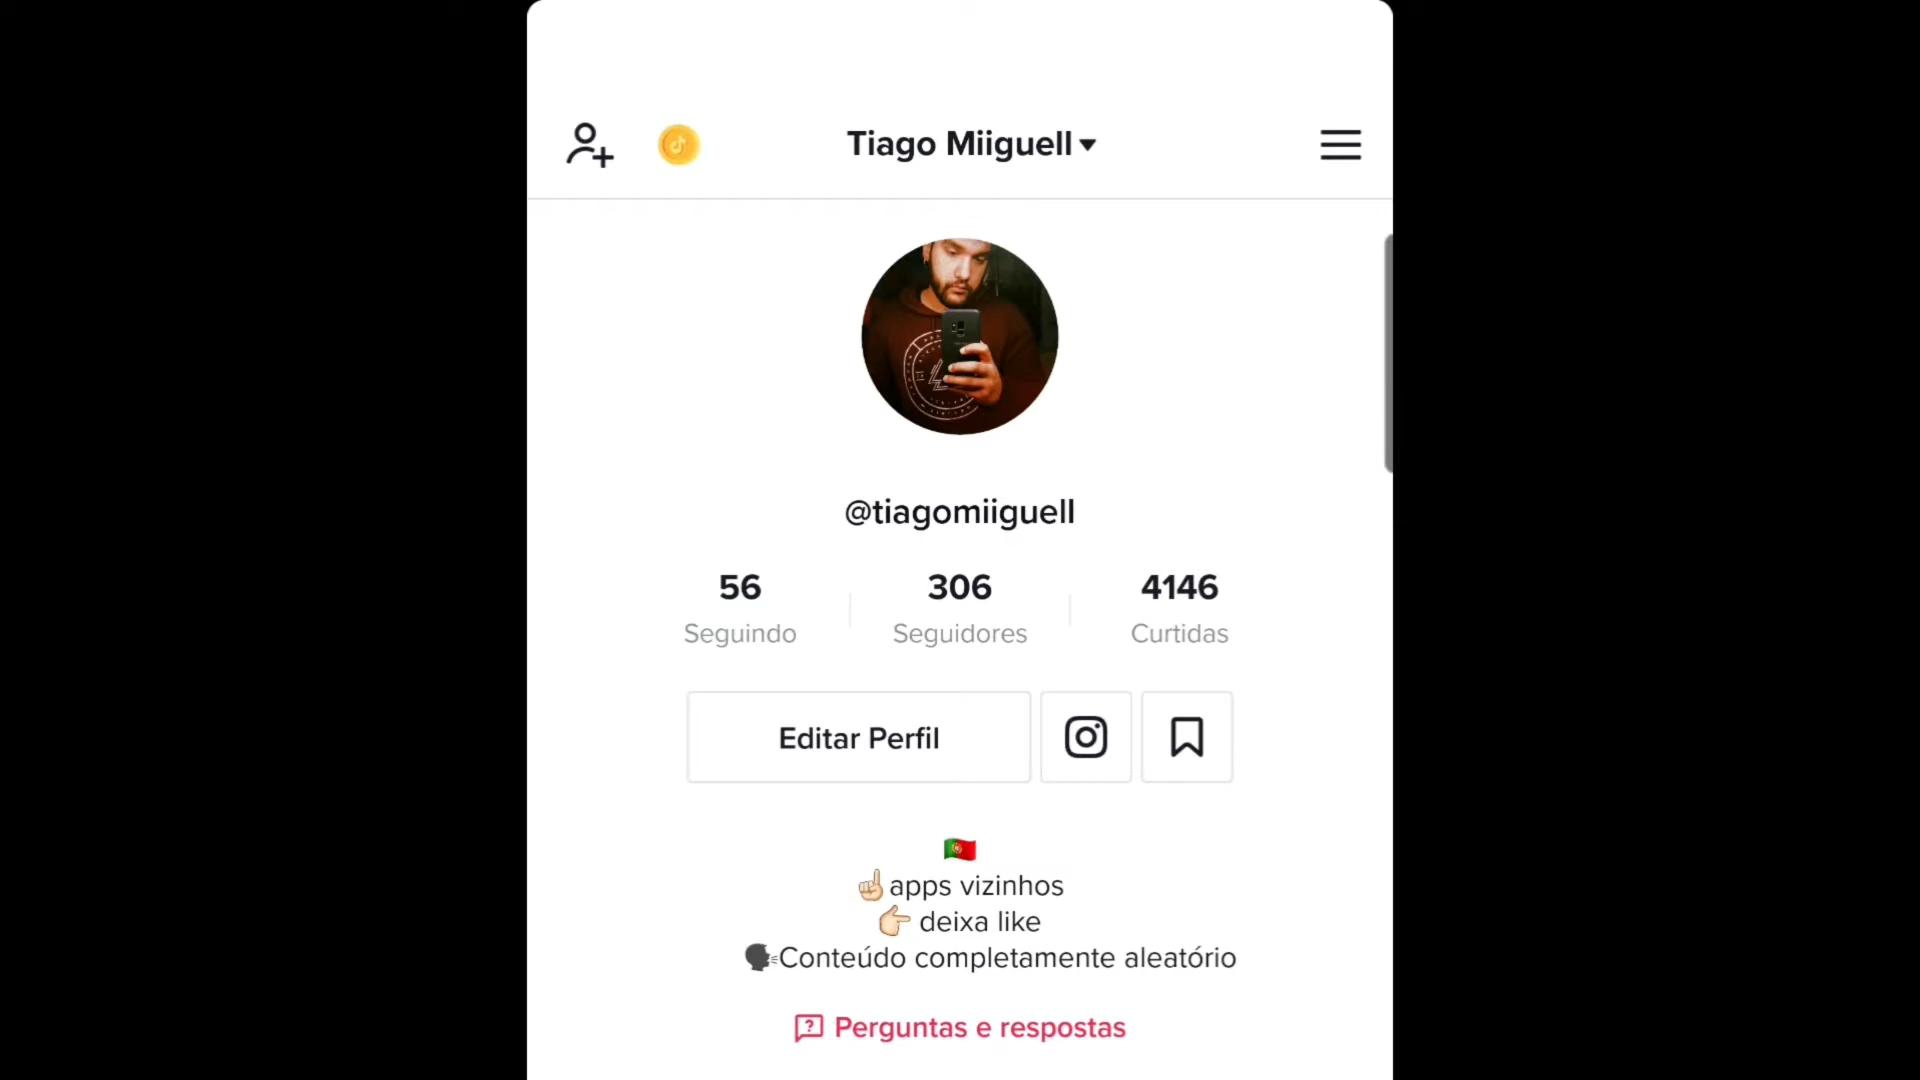 Tiago Miiguell
@tiagomiiguell
56 306 4146
Seguindo Seguidores Curtidas
Editar Perfil
🇵🇹
☝🏻apps vizinhos
👉🏻 deixa like
🗣Conteúdo completamente aleatório
Perguntas e respostas